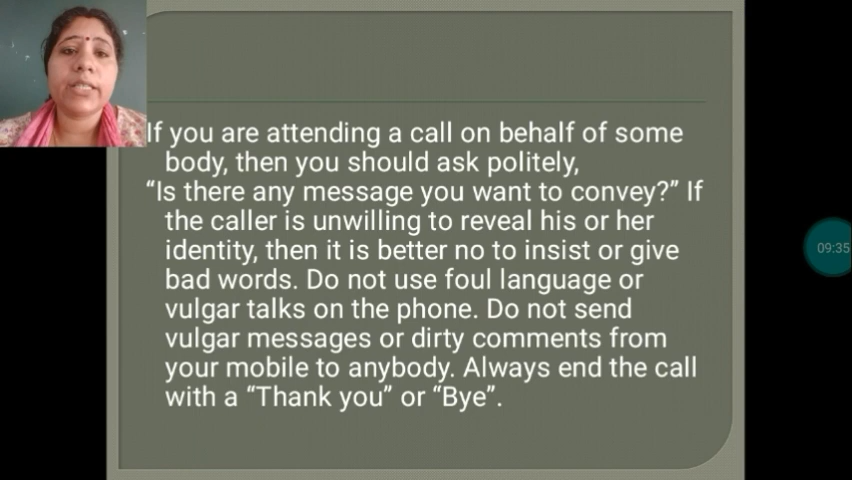 If you are attending a call on behalf of some
body, then you should ask politely,
“Is there any message you want to convey?” If
the caller is unwilling to reveal his or her
identity, then it is better no to insist or give
bad words. Do not use foul language or
vulgar talks on the phone. Do not send
vulgar messages or dirty comments from
your mobile to anybody. Always end the call
with a “Thank you” or “Bye”.
09:35